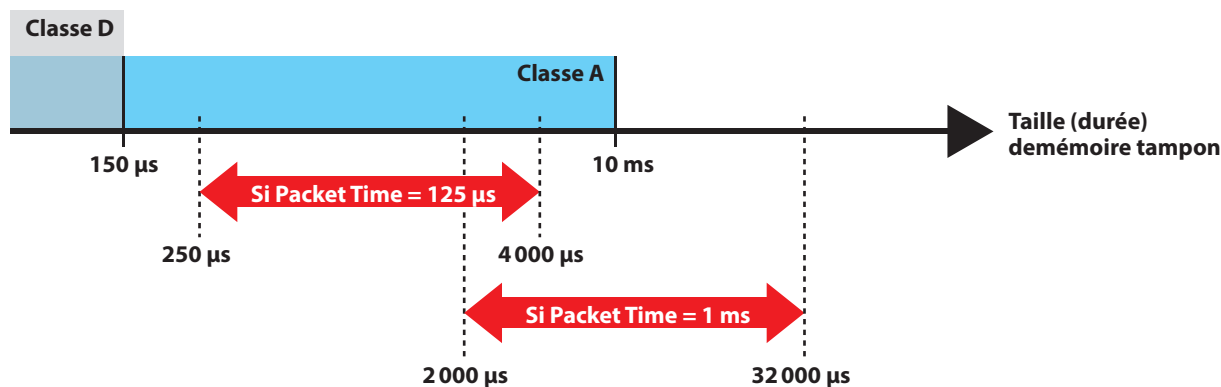 Classe D
Classe A
Taille (durée)
demémoire tampon
150 µs
10 ms
Si Packet Time = 125 µs
250 µs
4 000 µs
Si Packet Time = 1 ms
2 000 µs
32 000 µs